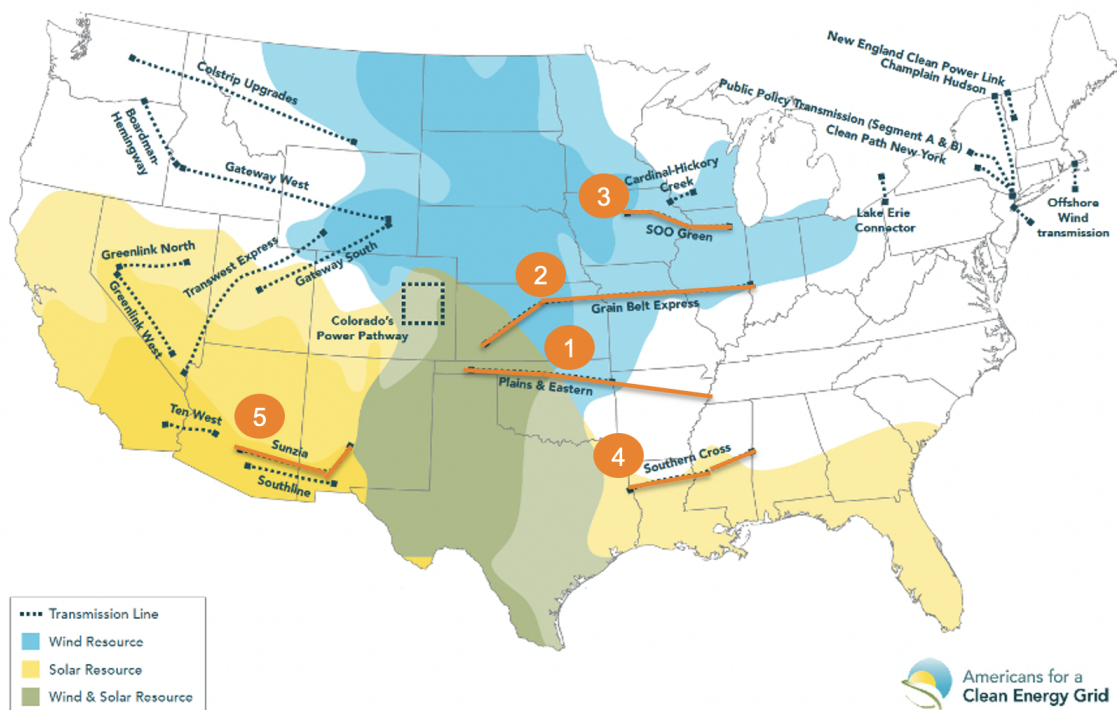 New England Clean Power Link
Champlain Hudson
Public Policy Transmission (Segment A & B)
Clean Path New York
Colstrip Upgrades
Boardman-
Hemingway
Gateway West
Cardinal-Hickory
Creek
3
SOO Green
Lake Erie
Connector
Offshore
Wind
transmission
Greenlink North
Transwest Express
Gateway South
Greenlink West
2
Grain Belt Express
Colorado's
Power Pathway
1
Plains & Eastern
Ten West
5
Sunzia
Southline
4
Southern Cross
Transmission Line
Wind Resource
Solar Resource
Wind & Solar Resource
Americans for a
Clean Energy Grid